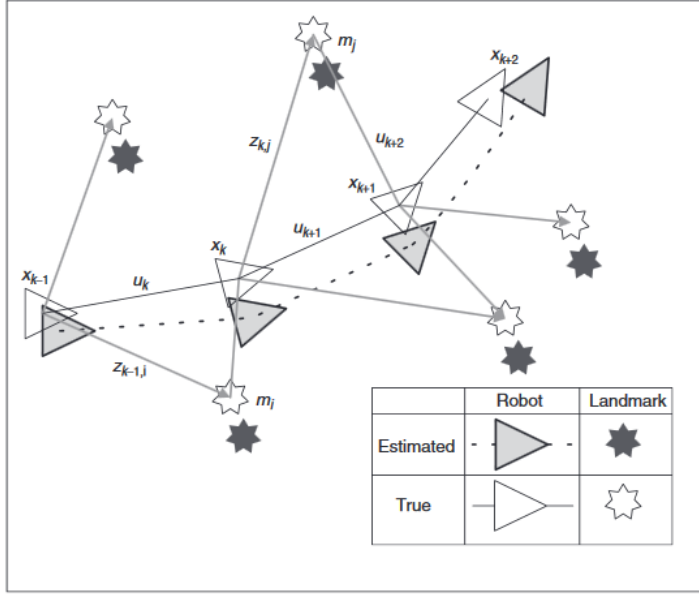 m_j
x_{k+2}
z_{k,j}
u_{k+2}
x_{k+1}
u_{k+1}
x_k
x_{k–1}
u_k
z_{k–1,i}
m_i
Robot Landmark
Estimated
True